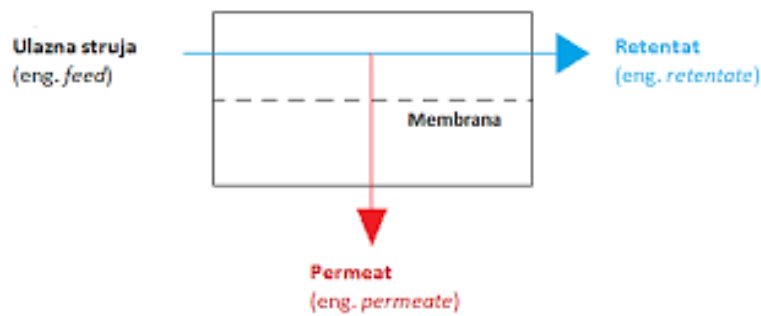 Ulazna struja
(eng. feed)
Retentat
(eng. retentate)
Membrana
Permeat
(eng. permeate)